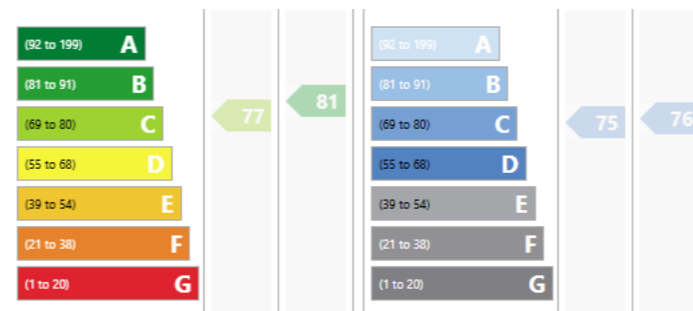 (92 to 199) A
(81 to 91) B
(69 to 80) C
(55 to 68) D
(39 to 54) E
(21 to 38) F
(1 to 20) G
77
81
(92 to 199) A
(81 to 91) B
(69 to 80) C
(55 to 68) D
(39 to 54) E
(21 to 38) F
(1 to 20) G
75
76